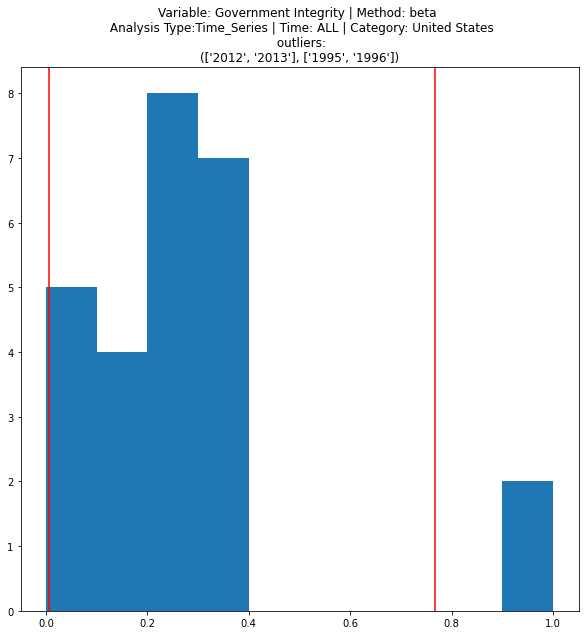 Variable: Government Integrity | Method: beta
Analysis Type:Time_Series | Time: ALL | Category: United States
outliers:
(['2012', '2013'], ['1995', '1996'])
8
7
6
5
4
3
2
1
0
0.0 0.2 0.4 0.6 0.8 1.0